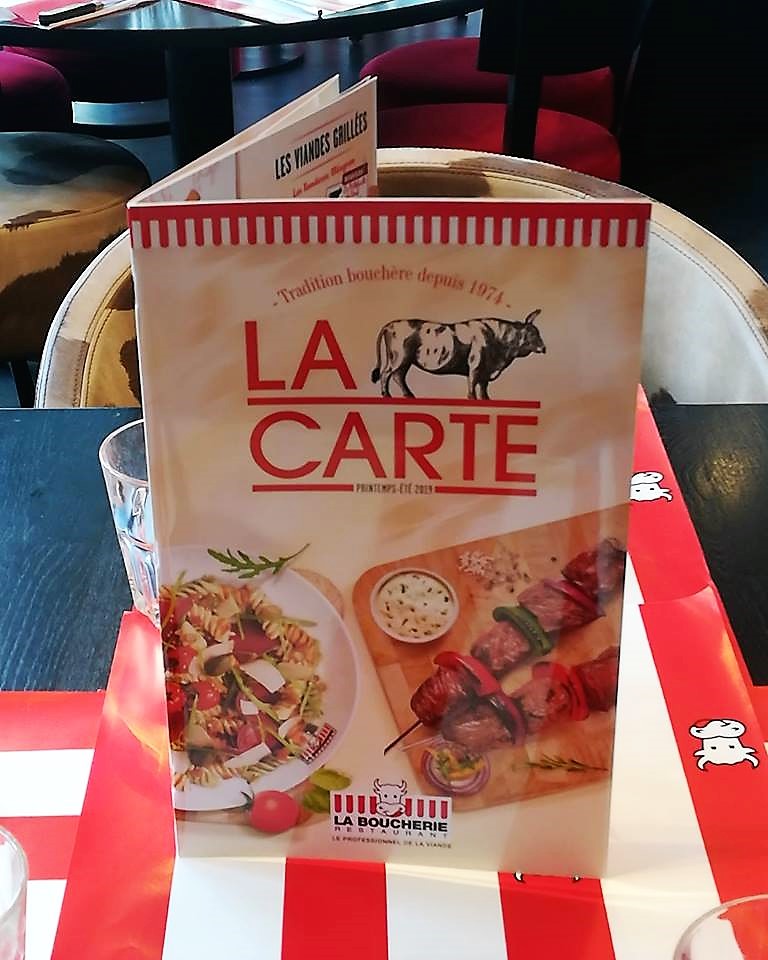 LES VIANDES GRILLÉES
- Tradition bouchère depuis 1974 -
LA
CARTE
PRINTEMPS-ÉTÉ 2019
LA BOUCHERIE
RESTAURANT
LE PROFESSIONNEL DE LA VIANDE